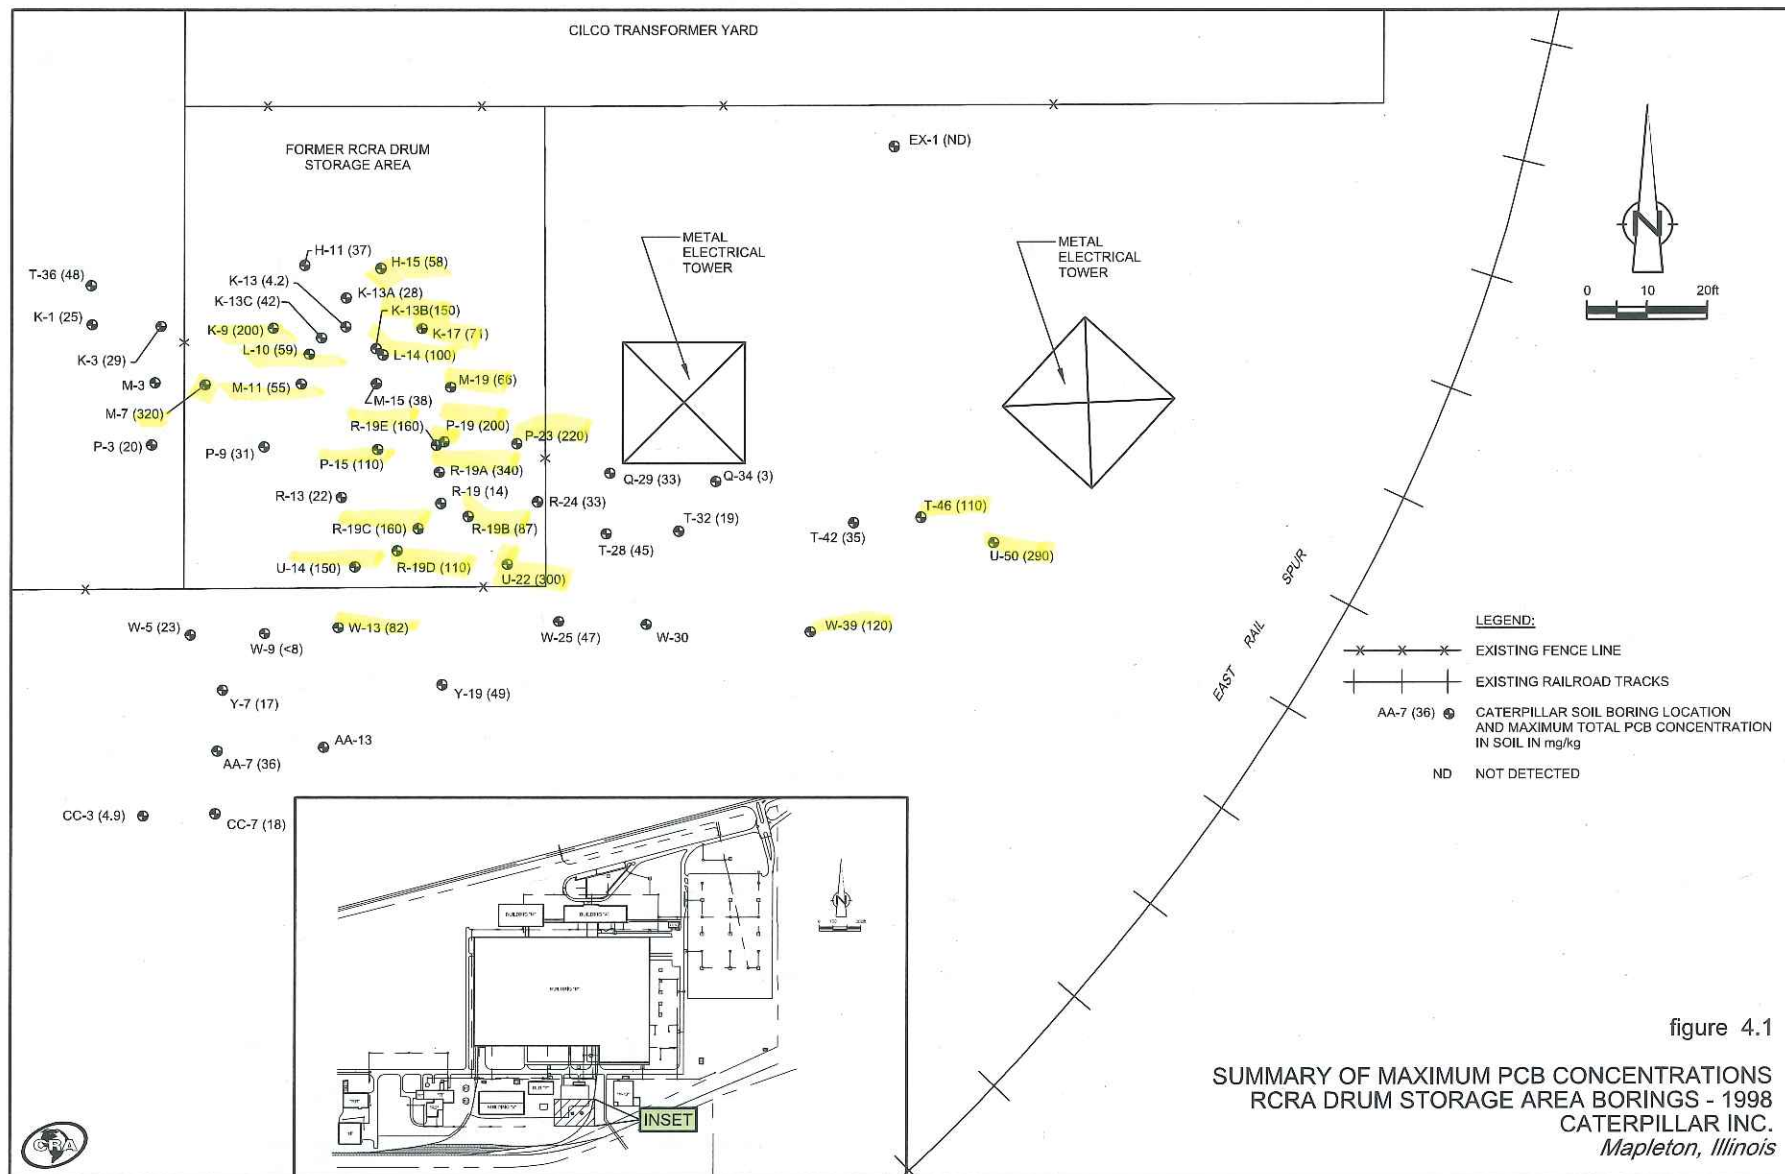 CILCO TRANSFORMER YARD
FORMER RCRA DRUM
STORAGE AREA
EX-1 (ND)
METAL
ELECTRICAL
TOWER
METAL
ELECTRICAL
TOWER
N
0 10 20ft
H-11 (37)
H-15 (58)
T-36 (48)
K-13 (4.2)
K-13A (28)
K-13C (42)
K-13B(150)
K-1 (25)
K-9 (200)
K-17 (71)
L-10 (59)
L-14 (100)
K-3 (29)
M-3
M-11 (55)
M-19 (66)
M-15 (38)
M-7 (320)
R-19E (160)
P-19 (200)
P-23 (220)
P-3 (20)
P-9 (31)
P-15 (110)
R-19A (340)
Q-29 (33)
Q-34 (3)
R-13 (22)
R-19 (14)
R-24 (33)
T-46 (110)
R-19C (160)
R-19B (87)
T-32 (19)
T-42 (35)
T-28 (45)
U-50 (290)
U-14 (150)
R-19D (110)
U-22 (300)
W-5 (23)
W-9 (<8)
W-13 (82)
W-25 (47)
W-30
W-39 (120)
Y-7 (17)
Y-19 (49)
AA-7 (36)
AA-13
CC-3 (4.9)
CC-7 (18)
EAST RAIL SPUR
LEGEND:
EXISTING FENCE LINE
EXISTING RAILROAD TRACKS
AA-7 (36) CATERPILLAR SOIL BORING LOCATION
AND MAXIMUM TOTAL PCB CONCENTRATION
IN SOIL IN mg/kg
ND NOT DETECTED
N
INSET
figure 4.1
SUMMARY OF MAXIMUM PCB CONCENTRATIONS
RCRA DRUM STORAGE AREA BORINGS - 1998
CATERPILLAR INC.
Mapleton, Illinois
CRA